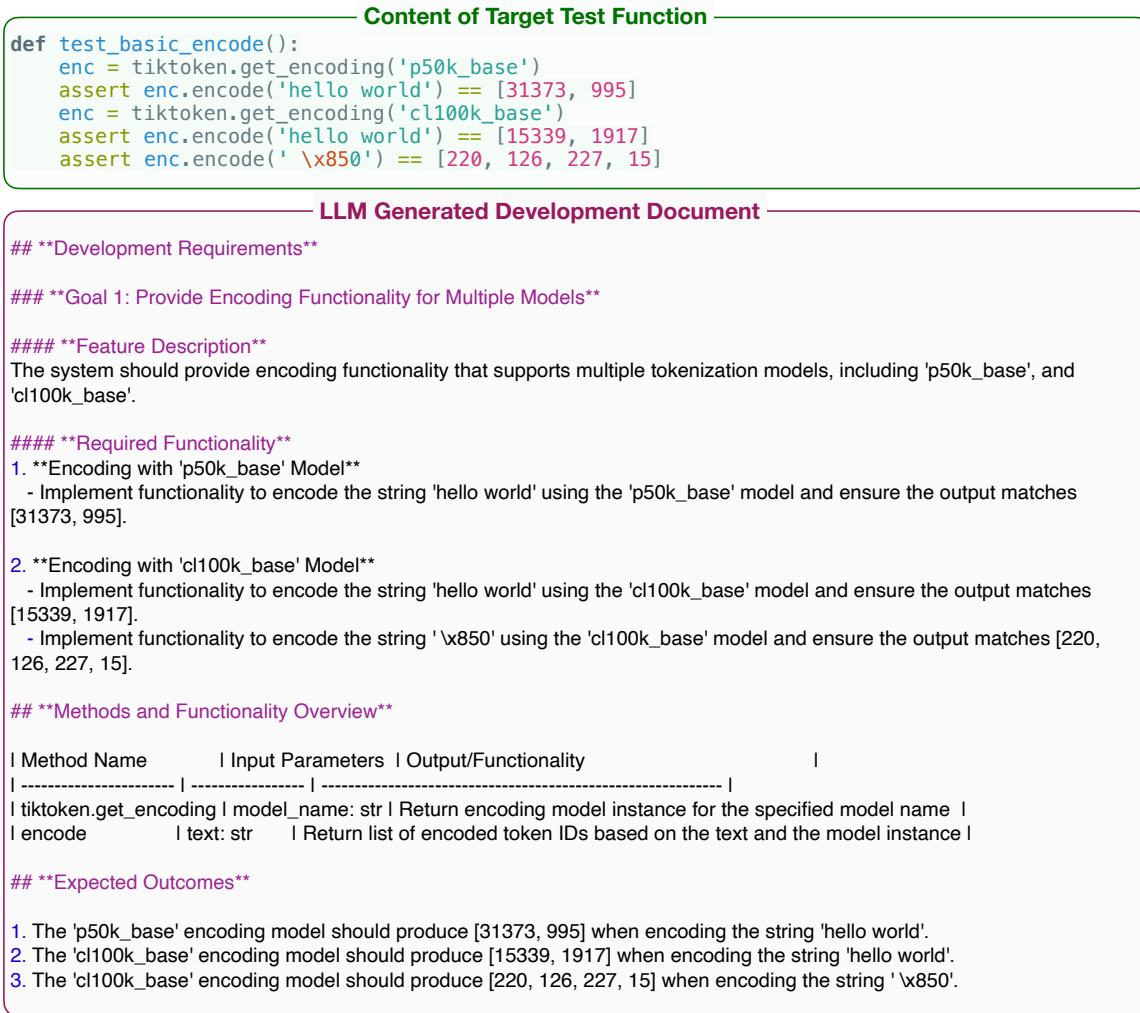 Content of Target Test Function
def test_basic_encode():
    enc = tiktoken.get_encoding('p50k_base')
    assert enc.encode('hello world') == [31373, 995]
    enc = tiktoken.get_encoding('cl100k_base')
    assert enc.encode('hello world') == [15339, 1917]
    assert enc.encode(' \x850') == [220, 126, 227, 15]
LLM Generated Development Document
## **Development Requirements**
### **Goal 1: Provide Encoding Functionality for Multiple Models**
#### **Feature Description**
The system should provide encoding functionality that supports multiple tokenization models, including 'p50k_base', and
'cl100k_base'.
#### **Required Functionality**
1. **Encoding with 'p50k_base' Model**
- Implement functionality to encode the string 'hello world' using the 'p50k_base' model and ensure the output matches
[31373, 995].
2. **Encoding with 'cl100k_base' Model**
- Implement functionality to encode the string 'hello world' using the 'cl100k_base' model and ensure the output matches
[15339, 1917].
- Implement functionality to encode the string ' \x850' using the 'cl100k_base' model and ensure the output matches [220,
126, 227, 15].
## **Methods and Functionality Overview**
| Method Name | Input Parameters | Output/Functionality |
| ----------------------- | ----------------- | ------------------------------------------------------------ |
| tiktoken.get_encoding | model_name: str | Return encoding model instance for the specified model name |
| encode | text: str | Return list of encoded token IDs based on the text and the model instance |
## **Expected Outcomes**
1. The 'p50k_base' encoding model should produce [31373, 995] when encoding the string 'hello world'.
2. The 'cl100k_base' encoding model should produce [15339, 1917] when encoding the string 'hello world'.
3. The 'cl100k_base' encoding model should produce [220, 126, 227, 15] when encoding the string ' \x850'.